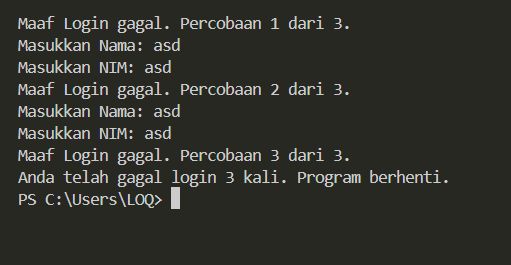 Maaf Login gagal. Percobaan 1 dari 3.
Masukkan Nama: asd
Masukkan NIM: asd
Maaf Login gagal. Percobaan 2 dari 3.
Masukkan Nama: asd
Masukkan NIM: asd
Maaf Login gagal. Percobaan 3 dari 3.
Anda telah gagal login 3 kali. Program berhenti.
PS C:\Users\LOQ>